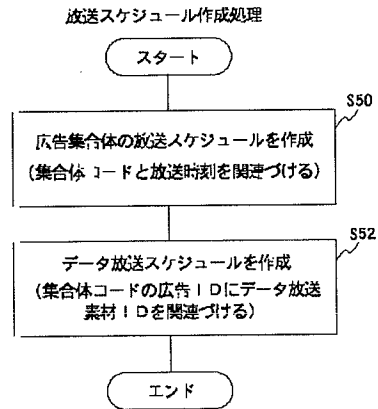 放送スケジュール作成処理
スタート
S50
広告集合体の放送スケジュールを作成
(集合体コードと放送時刻を関連づける)
S52
データ放送スケジュールを作成
(集合体コードの広告IDにデータ放送
素材IDを関連づける)
エンド